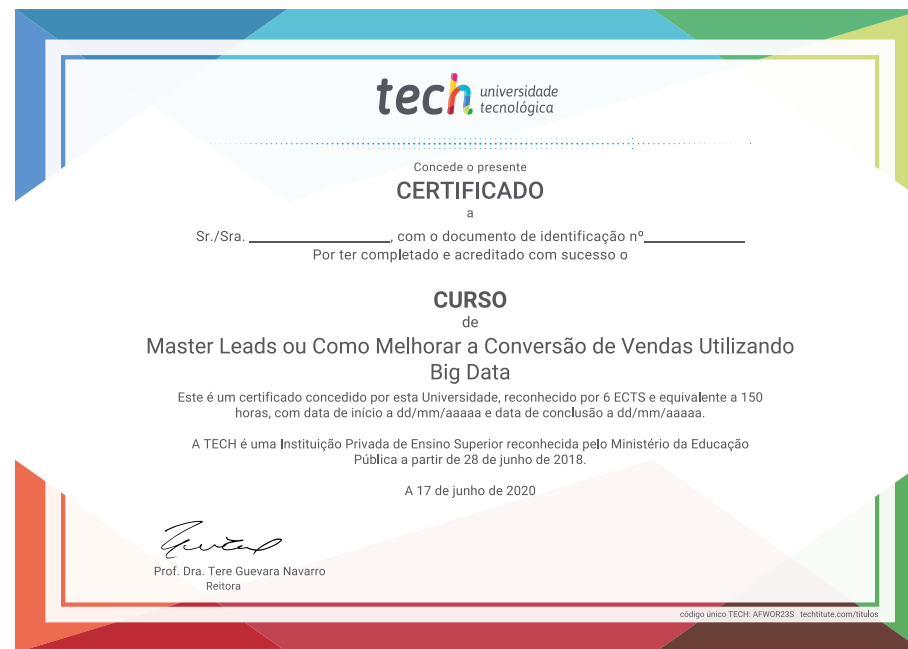 tech universidade
tecnológica
Concede o presente
CERTIFICADO
a
Sr./Sra. ____________________, com o documento de identificação nº______________
Por ter completado e acreditado com sucesso o
CURSO
de
Master Leads ou Como Melhorar a Conversão de Vendas Utilizando
Big Data
Este é um certificado concedido por esta Universidade, reconhecido por 6 ECTS e equivalente a 150
horas, com data de início a dd/mm/aaaaa e data de conclusão a dd/mm/aaaaa.
A TECH é uma Instituição Privada de Ensino Superior reconhecida pelo Ministério da Educação
Pública a partir de 28 de junho de 2018.
A 17 de junho de 2020
Prof. Dra. Tere Guevara Navarro
Reitora
código único TECH: AFWOR23S techtitute.com/titulos